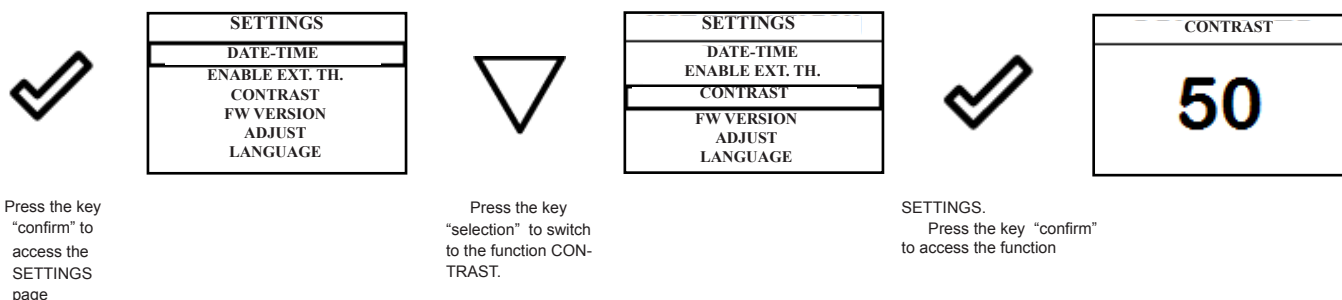 SETTINGS
DATE-TIME
ENABLE EXT. TH.
CONTRAST
FW VERSION
ADJUST
LANGUAGE
SETTINGS
DATE-TIME
ENABLE EXT. TH.
CONTRAST
FW VERSION
ADJUST
LANGUAGE
CONTRAST
50
Press the key
“confirm” to
access the
SETTINGS
page
Press the key
“selection” to switch
to the function CON-
TRAST.
SETTINGS.
Press the key “confirm”
to access the function